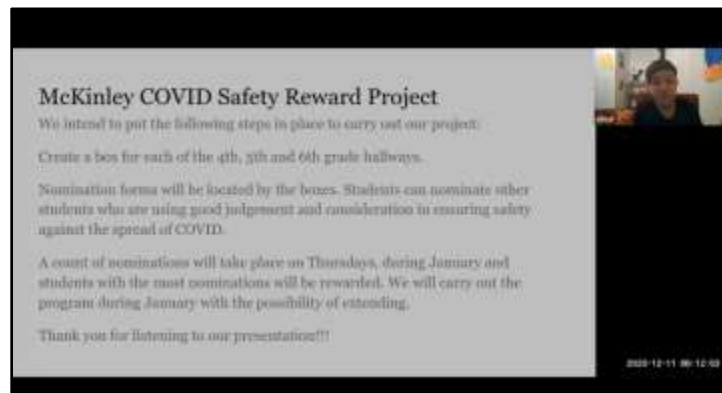 McKinley COVID Safety Reward Project
We intend to put the following steps in place to carry out our project:
Create a box for each of the 4th, 5th and 6th grade hallways.
Nomination forms will be located by the boxes. Students can nominate other
students who are using good judgement and consideration in ensuring safety
against the spread of COVID.
A count of nominations will take place on Thursdays, during January and
students with the most nominations will be rewarded. We will carry out the
program during January with the possibility of extending.
Thank you for listening to our presentation!!!